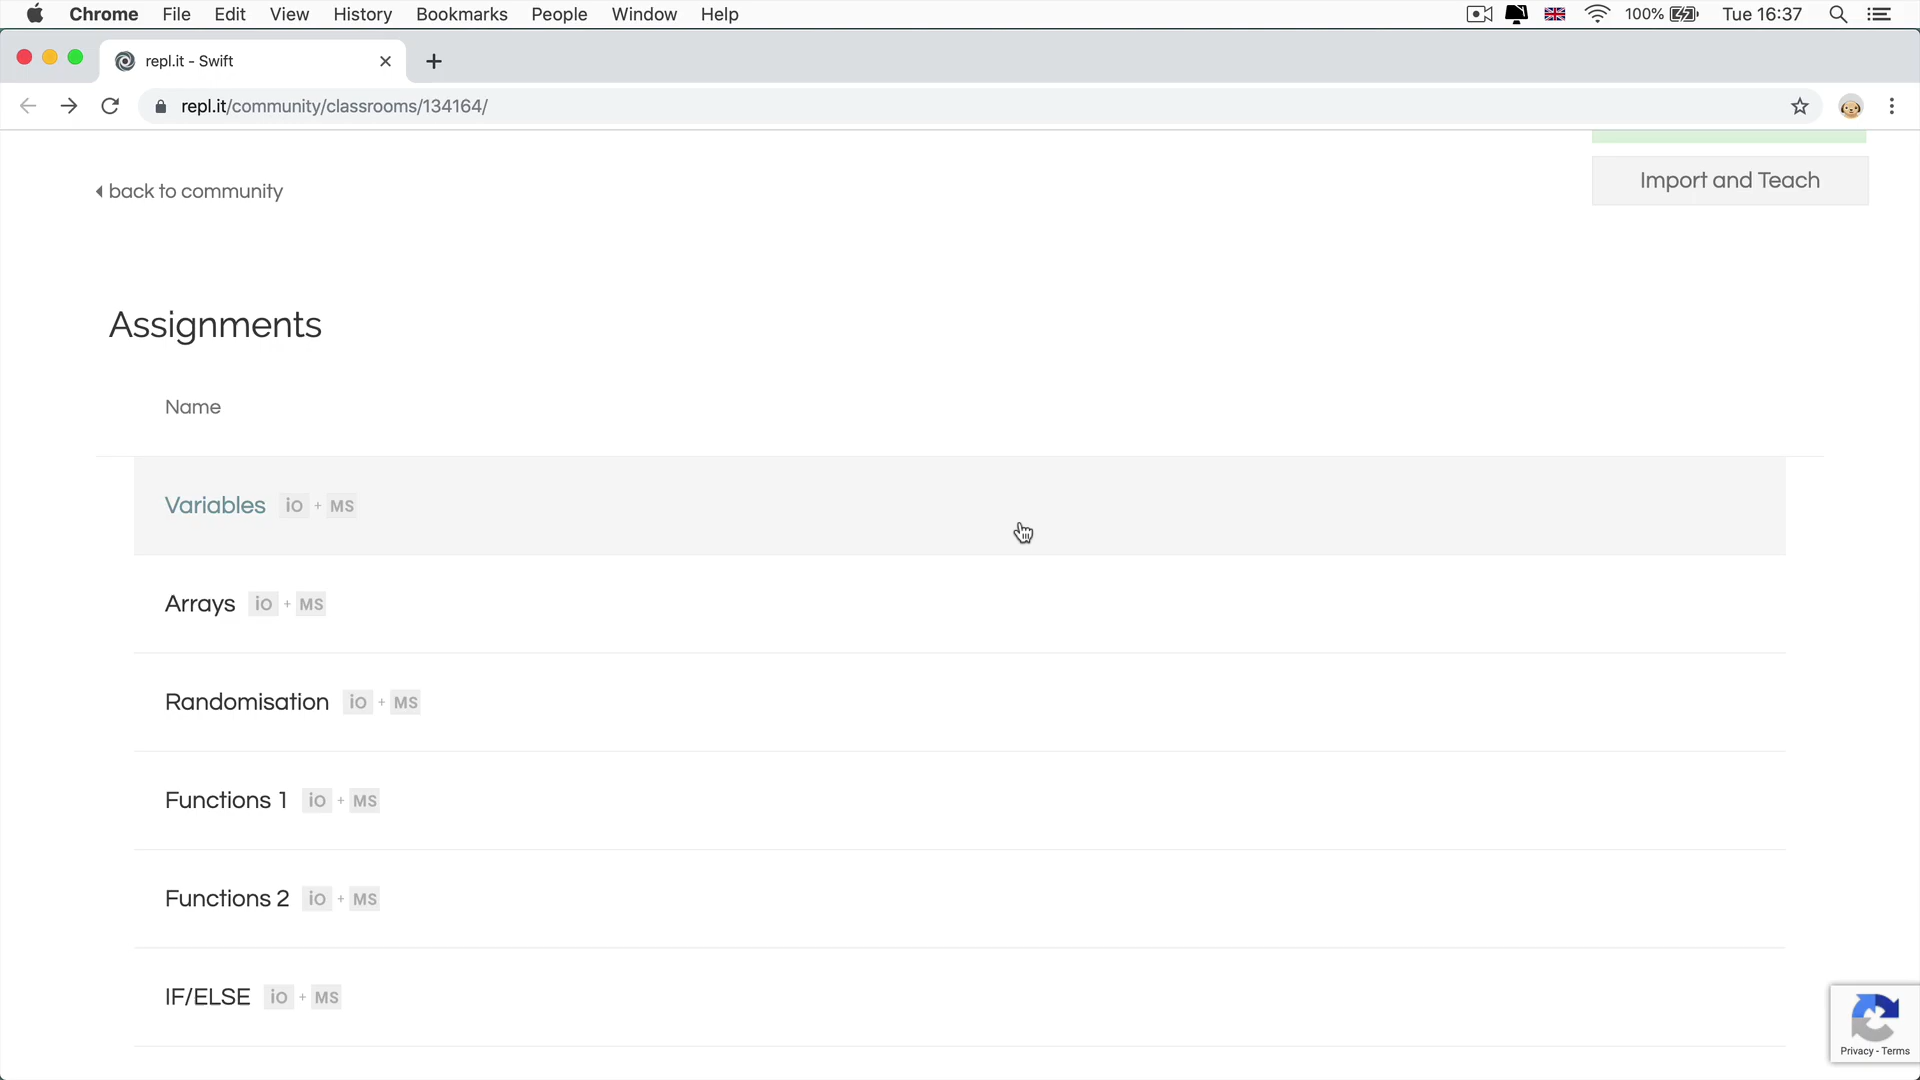 Chrome File Edit View History Bookmarks People Window Help 100% Tue 16:37
repl.it - Swift
repl.it/community/classrooms/134164/
back to community
Import and Teach
Assignments
Name
Variables iO + MS
Arrays iO + MS
Randomisation iO + MS
Functions 1 iO + MS
Functions 2 iO + MS
IF/ELSE iO + MS
Privacy - Terms